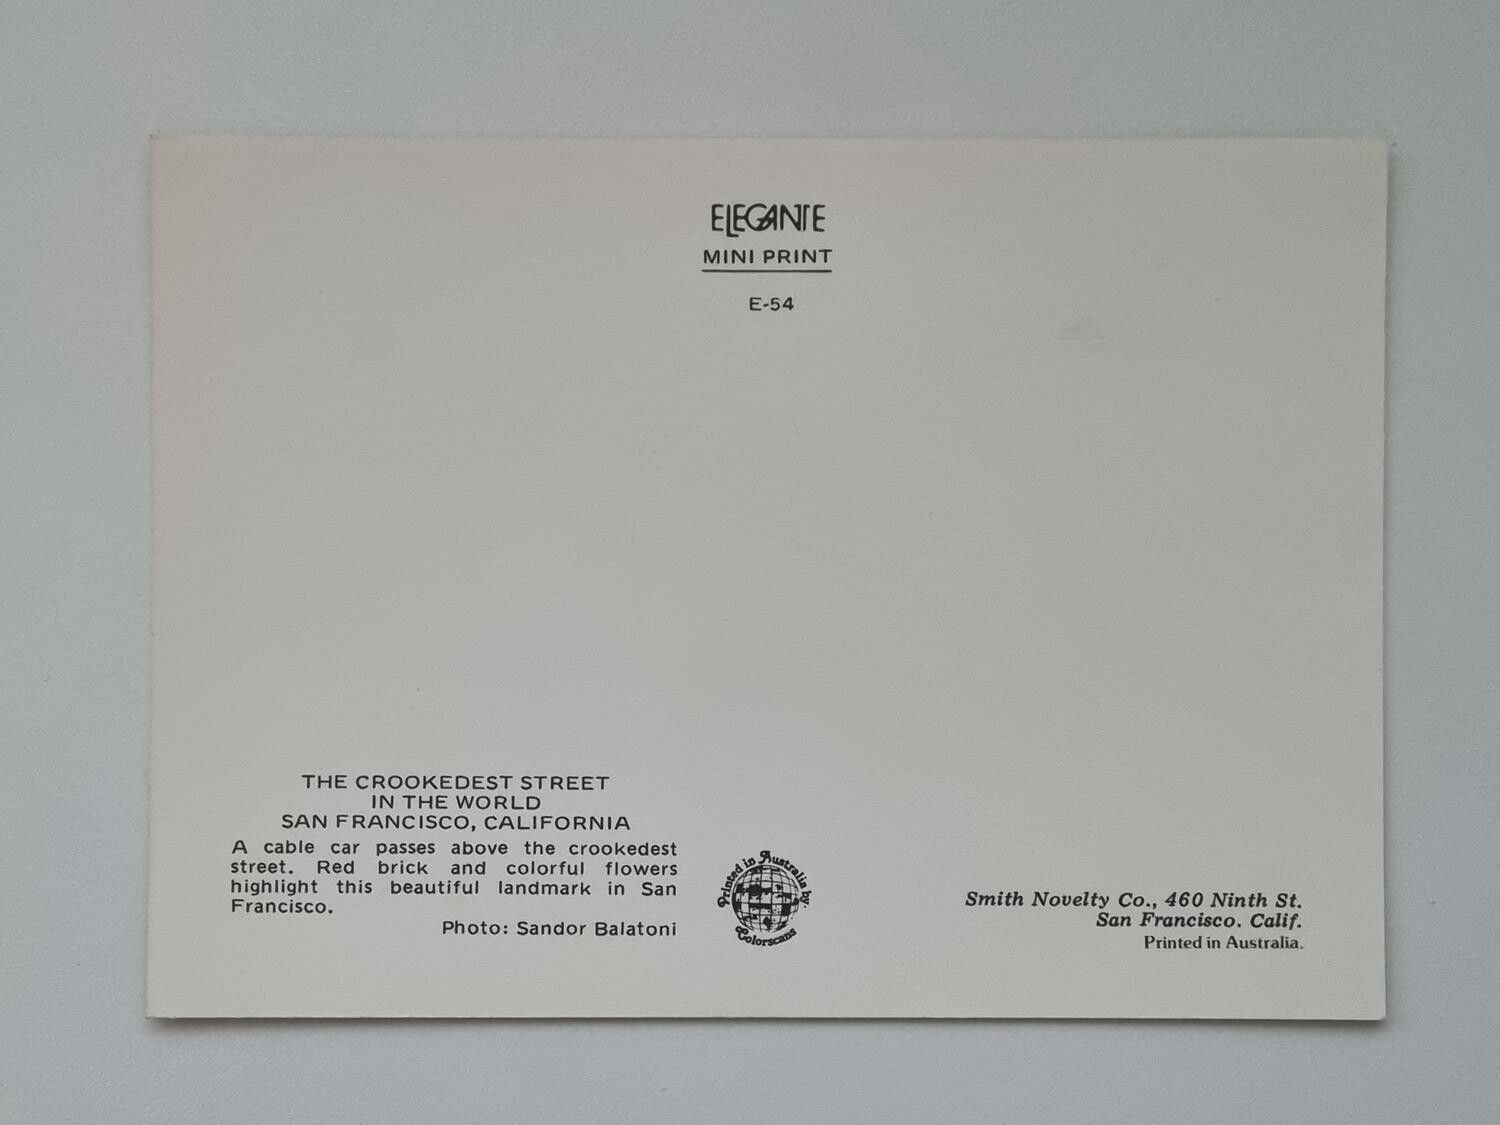 ELEGANTE
MINI PRINT
E-54
THE CROOKEDEST STREET
IN THE WORLD
SAN FRANCISCO, CALIFORNIA
A cable car passes above the crookedest
street. Red brick and colorful flowers
highlight this beautiful landmark in San
Francisco.
Photo: Sandor Balatoni
Printed in Australia by:
Colorscans
Smith Novelty Co., 460 Ninth St.
San Francisco. Calif.
Printed in Australia.